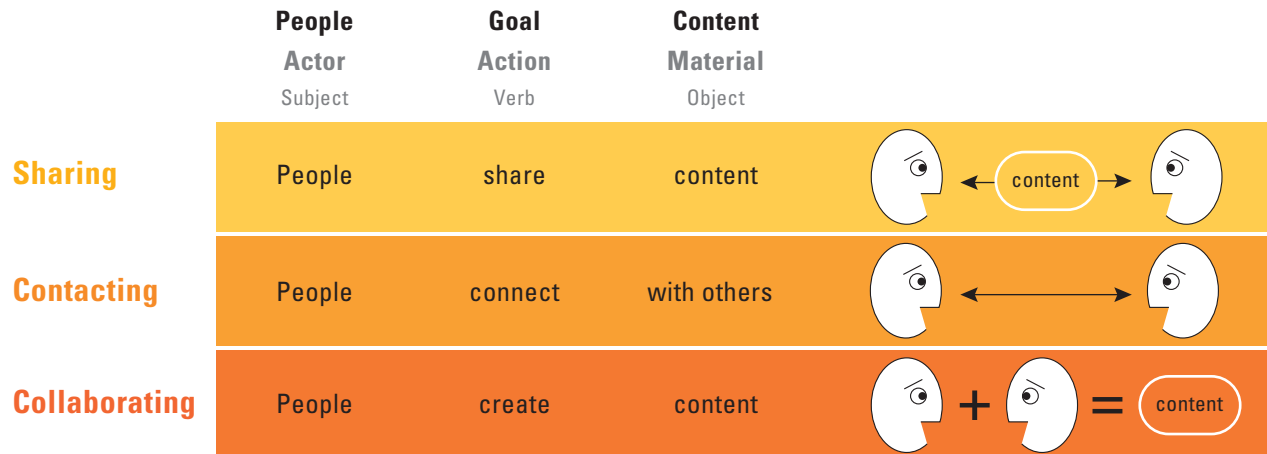 People Goal Content
Actor Action Material
Subject Verb Object
Sharing People share content content
Contacting People connect with others
Collaborating People create content + = content